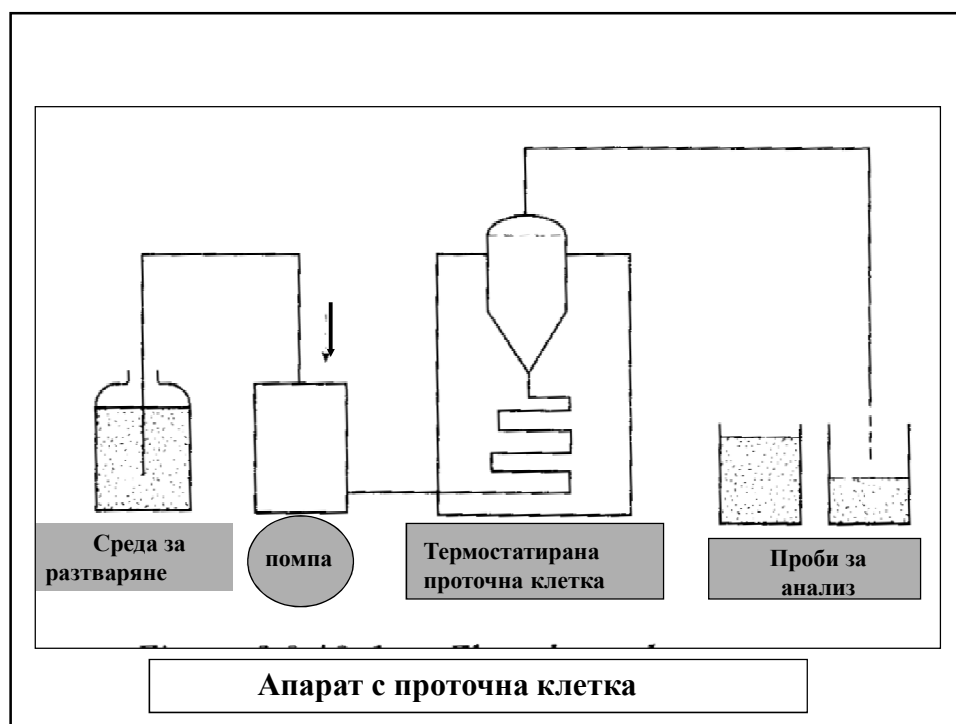 Среда за
разтваряне
помпа
Термостатирана
проточна клетка
Проби за
анализ
Апарат с проточна клетка